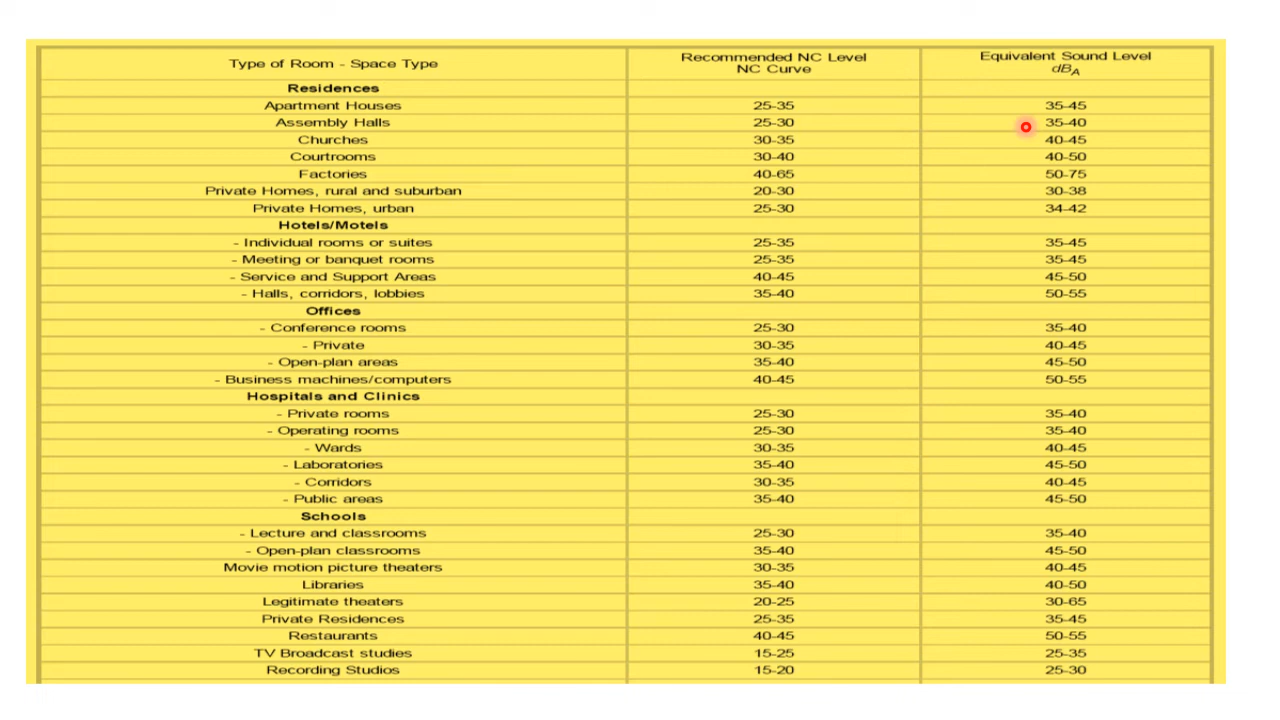 Type of Room - Space Type Recommended NC Level NC Curve Equivalent Sound Level dBA
Residences
Apartment Houses 25-35 35-45
Assembly Halls 25-30 35-40
Churches 30-35 40-45
Courtrooms 30-40 40-50
Factories 40-65 50-75
Private Homes, rural and suburban 20-30 30-38
Private Homes, urban 25-30 34-42
Hotels/Motels
- Individual rooms or suites 25-35 35-45
- Meeting or banquet rooms 25-35 35-45
- Service and Support Areas 40-45 45-50
- Halls, corridors, lobbies 35-40 50-55
Offices
- Conference rooms 25-30 35-40
- Private 30-35 40-45
- Open-plan areas 35-40 45-50
- Business machines/computers 40-45 50-55
Hospitals and Clinics
- Private rooms 25-30 35-40
- Operating rooms 25-30 35-40
- Wards 30-35 40-45
- Laboratories 35-40 45-50
- Corridors 30-35 40-45
- Public areas 35-40 45-50
Schools
- Lecture and classrooms 25-30 35-40
- Open-plan classrooms 35-40 45-50
Movie motion picture theaters 30-35 40-45
Libraries 35-40 40-50
Legitimate theaters 20-25 30-65
Private Residences 25-35 35-45
Restaurants 40-45 50-55
TV Broadcast studies 15-25 25-35
Recording Studios 15-20 25-30